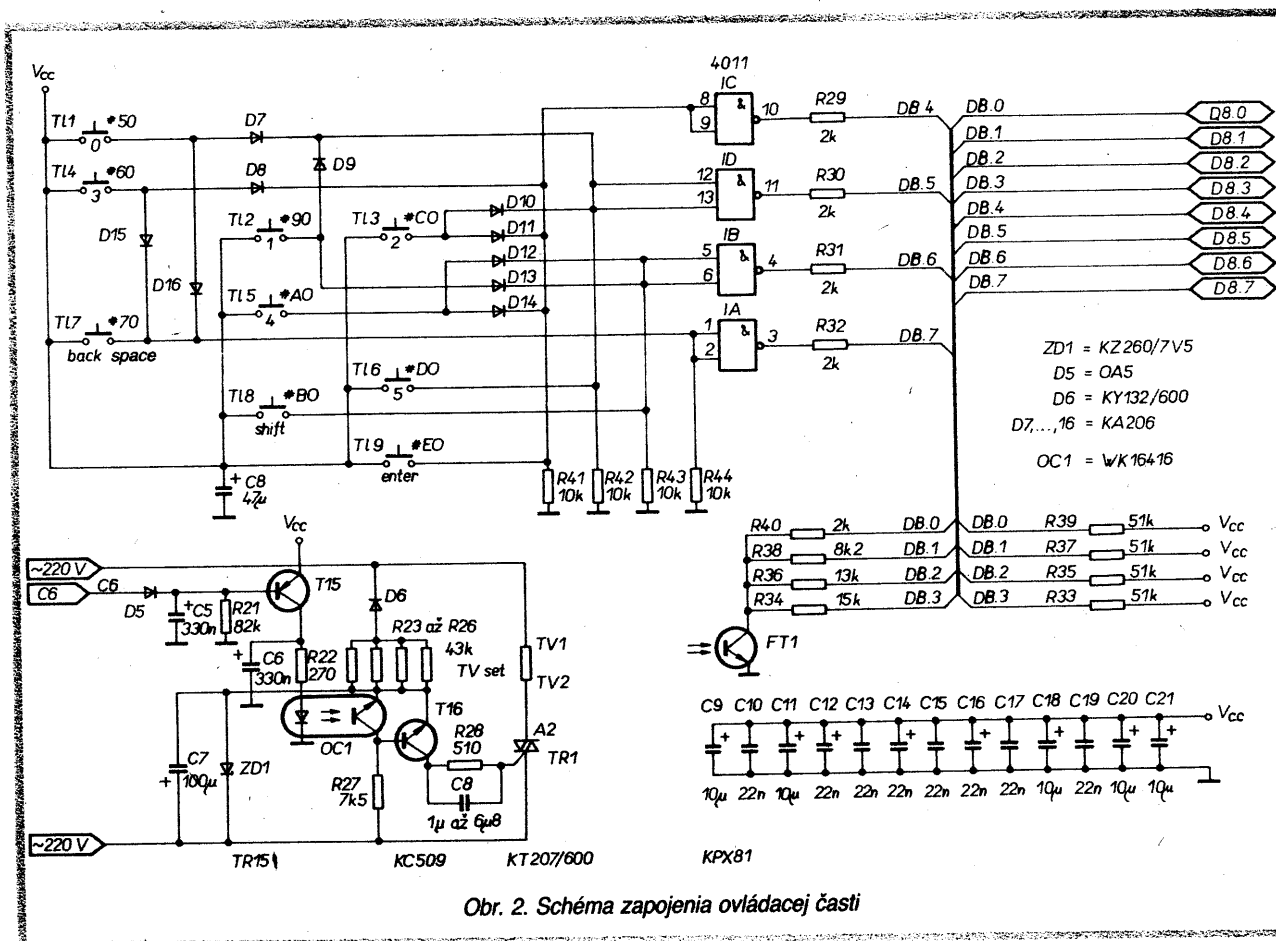 Vcc
4011
IC
Tl1 *50
0
D7
8
9
&
10
R29
2k
DB.4
DB.0
D8.0
DB.1
D8.1
Tl4 *60
3
D8
D9
ID
12
13
&
11
R30
2k
DB.5
DB.2
D8.2
DB.3
D8.3
DB.4
D8.4
D15
Tl2 *90
1
Tl3 *C0
2
D10
D11
IB
5
6
&
4
R31
2k
DB.6
DB.5
D8.5
DB.6
D8.6
DB.7
D8.7
D16
Tl5 *A0
4
D12
D13
D14
Tl7 *70
back space
IA
1
2
&
3
R32
2k
DB.7
ZD1 = KZ260/7V5
D5 = OA5
D6 = KY132/600
D7,...,16 = KA206
OC1 = WK16416
Tl6 *D0
5
Tl8 *B0
shift
Tl9 *E0
enter
+ C8
47µ
R41
10k
R42
10k
R43
10k
R44
10k
R40 2k DB.0 DB.0 R39 51k Vcc
R38 8k2 DB.1 DB.1 R37 51k Vcc
R36 13k DB.2 DB.2 R35 51k Vcc
R34 15k DB.3 DB.3 R33 51k Vcc
FT1
Vcc
~220 V
C6 C6
D5
T15
+C5
330n
R21
82k
D6
R23 až R26
43k
TV set
TV1
TV2
+ C6
330n
R22
270
OC1
T16
R28
510
A2
TR1
C7
+ 100µ
ZD1
R27
7k5
C8
1µ až 6µ8
~220 V
TR15
KC509
KT207/600
KPX81
C9 C10 C11 C12 C13 C14 C15 C16 C17 C18 C19 C20 C21
Vcc
+ + + + + + +
10µ 22n 10µ 22n 22n 22n 22n 22n 22n 10µ 22n 10µ 10µ
Obr. 2. Schéma zapojenia ovládacej časti